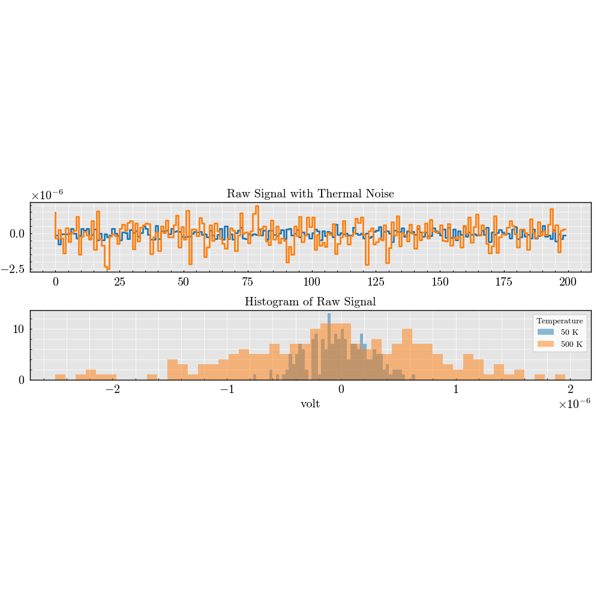 Raw Signal with Thermal Noise
×10⁻⁶
0.0
−2.5
0 25 50 75 100 125 150 175 200
Histogram of Raw Signal
10
0
Temperature
50 K
500 K
−2 −1 0 1 2
volt
×10⁻⁶